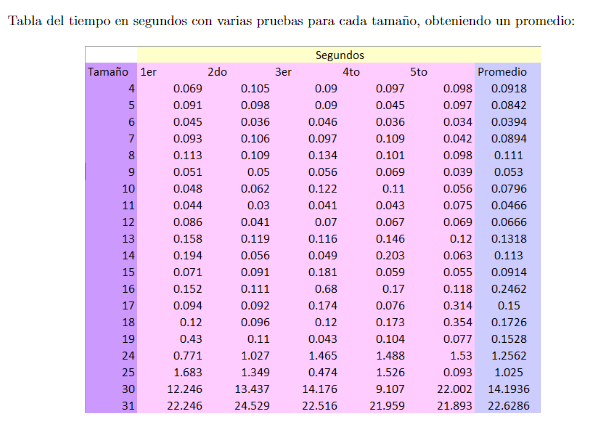 Tabla del tiempo en segundos con varias pruebas para cada tamaño, obteniendo un promedio:
Segundos
Tamaño 1er 2do 3er 4to 5to Promedio
4 0.069 0.105 0.09 0.097 0.098 0.0918
5 0.091 0.098 0.09 0.045 0.097 0.0842
6 0.045 0.036 0.046 0.036 0.034 0.0394
7 0.093 0.106 0.097 0.109 0.042 0.0894
8 0.113 0.109 0.134 0.101 0.098 0.111
9 0.051 0.05 0.056 0.069 0.039 0.053
10 0.048 0.062 0.122 0.11 0.056 0.0796
11 0.044 0.03 0.041 0.043 0.075 0.0466
12 0.086 0.041 0.07 0.067 0.069 0.0666
13 0.158 0.119 0.116 0.146 0.12 0.1318
14 0.194 0.056 0.049 0.203 0.063 0.113
15 0.071 0.091 0.181 0.059 0.055 0.0914
16 0.152 0.111 0.68 0.17 0.118 0.2462
17 0.094 0.092 0.174 0.076 0.314 0.15
18 0.12 0.096 0.12 0.173 0.354 0.1726
19 0.43 0.11 0.043 0.104 0.077 0.1528
24 0.771 1.027 1.465 1.488 1.53 1.2562
25 1.683 1.349 0.474 1.526 0.093 1.025
30 12.246 13.437 14.176 9.107 22.002 14.1936
31 22.246 24.529 22.516 21.959 21.893 22.6286